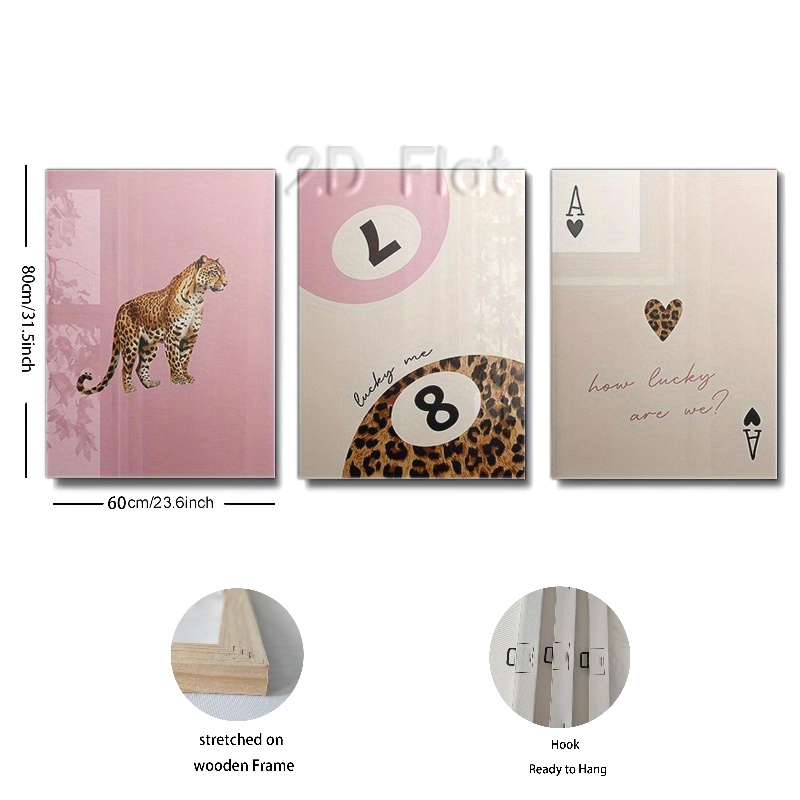 2D Flat
80cm/31.5inch
7
lucky me
8
A
how lucky
are we?
A
60cm/23.6inch
stretched on
wooden Frame
Hook
Ready to Hang